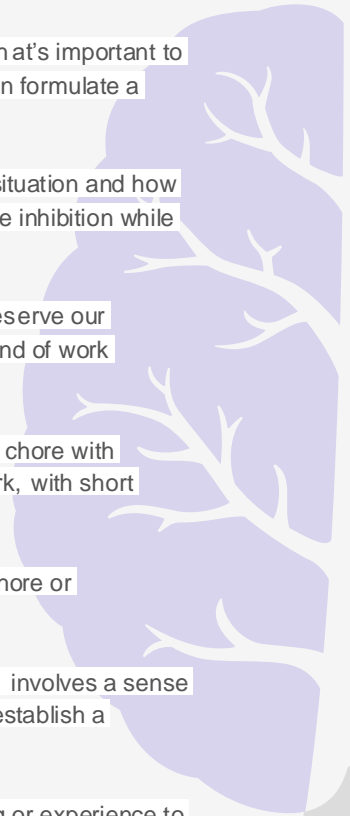 at's important to
n formulate a
situation and how
e inhibition while
eserve our
nd of work
chore with
rk, with short
hore or
involves a sense
establish a
g or experience to